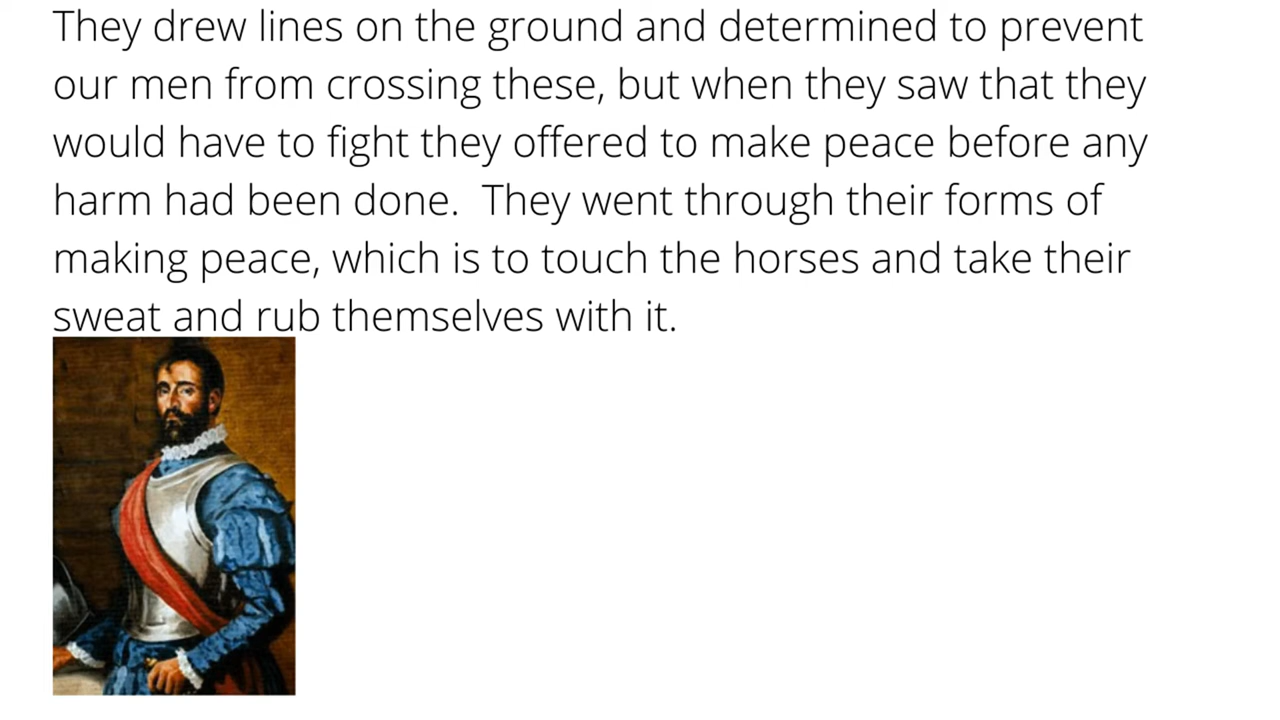 They drew lines on the ground and determined to prevent
our men from crossing these, but when they saw that they
would have to fight they offered to make peace before any
harm had been done.  They went through their forms of
making peace, which is to touch the horses and take their
sweat and rub themselves with it.